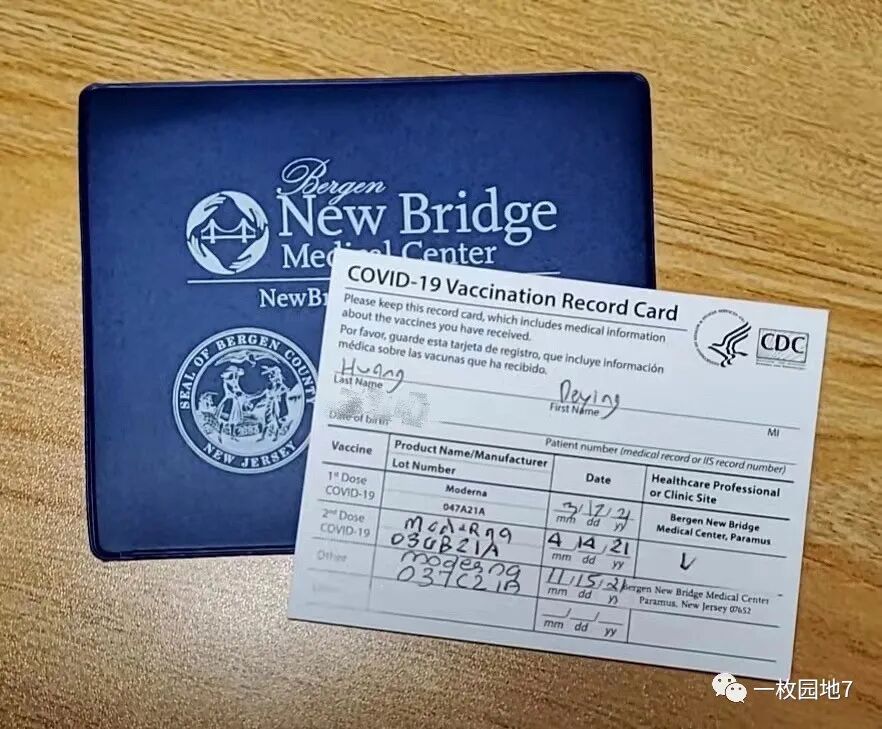 Bergen
New Bridge
Medical Center
NewBr
SEAL OF BERGEN COUNTY
NEW JERSEY
COVID-19 Vaccination Record Card
Please keep this record card, which includes medical information
about the vaccines you have received.
Por favor, guarde esta tarjeta de registro, que incluye información
médica sobre las vacunas que ha recibido.
CDC
Huang Deying
Last Name First Name MI
Date of birth Patient number (medical record or IIS record number)
Vaccine Product Name/Manufacturer Date Healthcare Professional
Lot Number or Clinic Site
1st Dose Moderna 3/17/21 Bergen New Bridge
COVID-19 047A21A mm dd yy Medical Center, Paramus
2nd Dose Moderna 4/14/21
COVID-19 036B21A mm dd yy
Other Moderna 11/15/21 Bergen New Bridge Medical Center
037C21A mm dd yy Paramus, New Jersey 07652
mm dd yy
一枚园地7